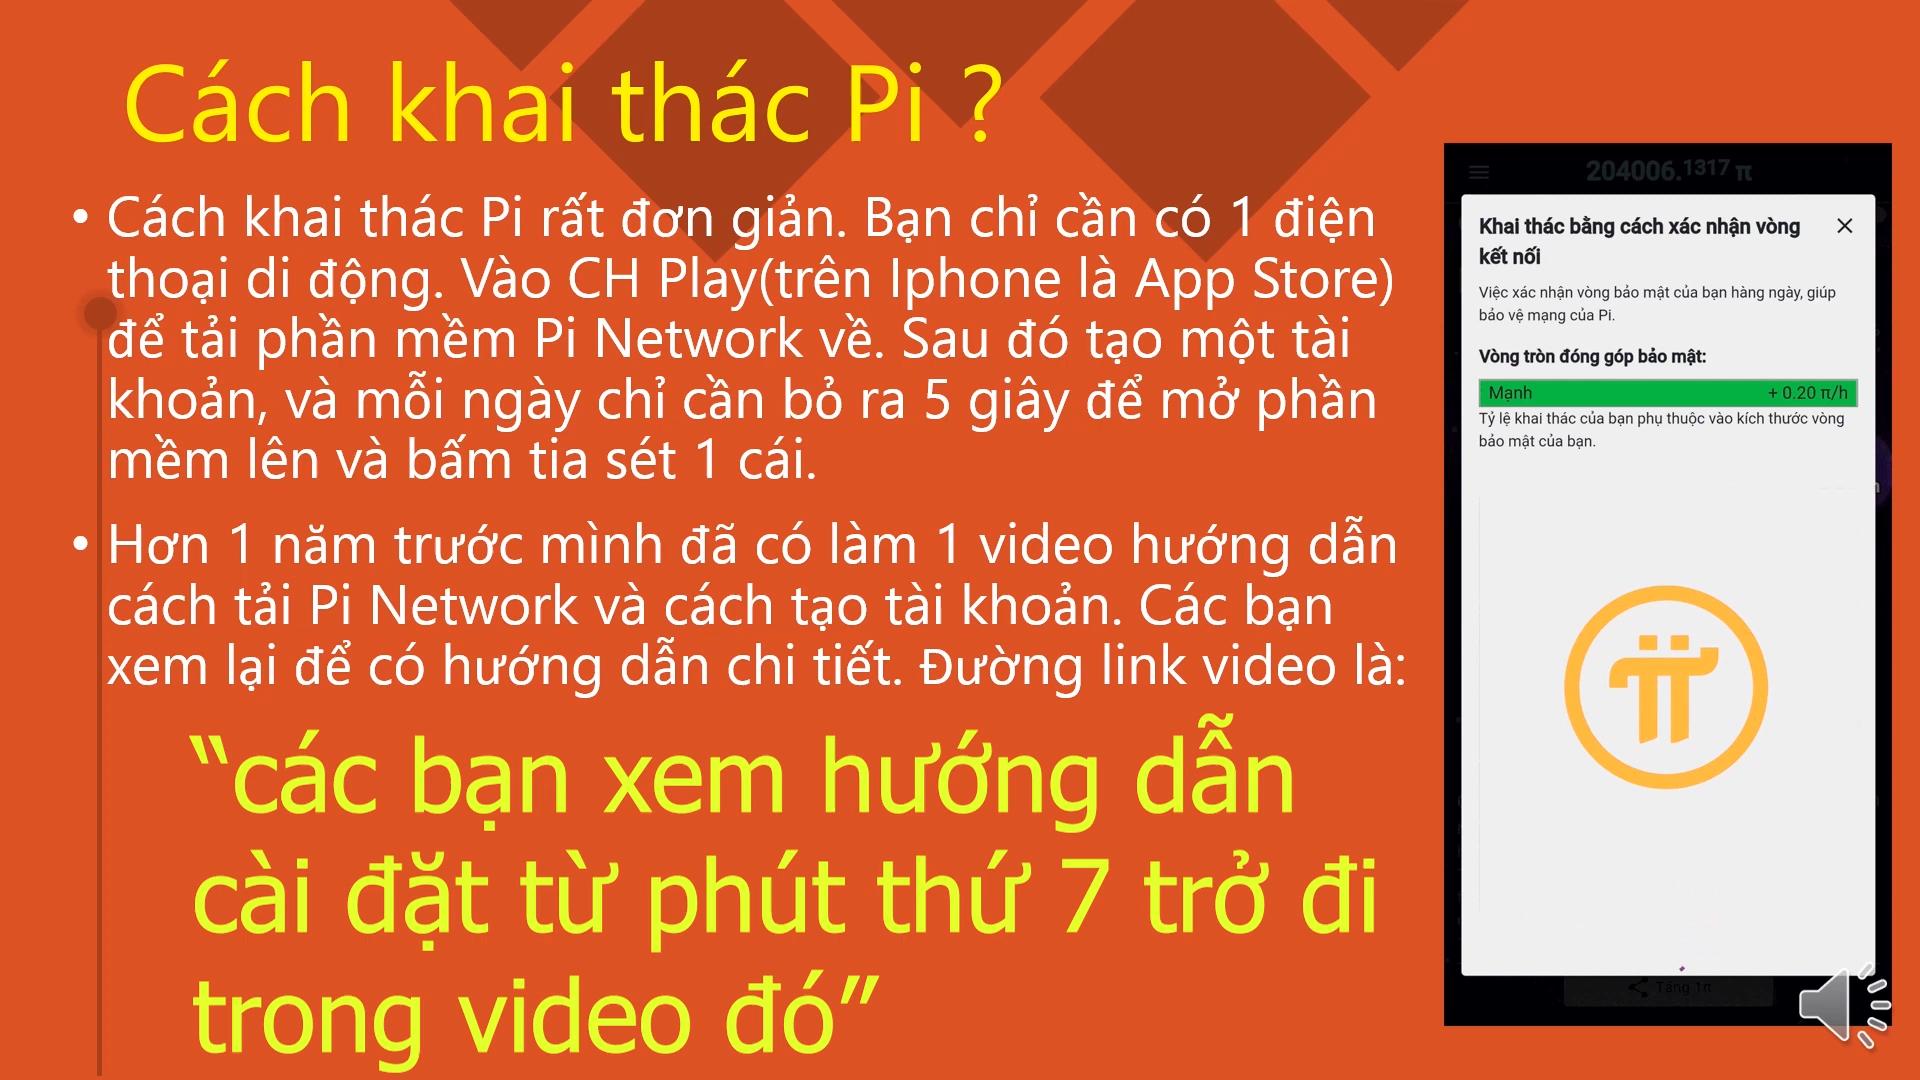 Cách khai thác Pi ?
• Cách khai thác Pi rất đơn giản. Bạn chỉ cần có 1 điện
thoại di động. Vào CH Play(trên Iphone là App Store)
để tải phần mềm Pi Network về. Sau đó tạo một tài
khoản, và mỗi ngày chỉ cần bỏ ra 5 giây để mở phần
mềm lên và bấm tia sét 1 cái.
• Hơn 1 năm trước mình đã có làm 1 video hướng dẫn
cách tải Pi Network và cách tạo tài khoản. Các bạn
xem lại để có hướng dẫn chi tiết. Đường link video là:
“các bạn xem hướng dẫn
cài đặt từ phút thứ 7 trở đi
trong video đó”
204006.1317 π
Khai thác bằng cách xác nhận vòng
kết nối
Việc xác nhận vòng bảo mật của bạn hàng ngày, giúp
bảo vệ mạng của Pi.
Vòng tròn đóng góp bảo mật:
Mạnh + 0.20 π/h
Tỷ lệ khai thác của bạn phụ thuộc vào kích thước vòng
bảo mật của bạn.
Tăng 1π